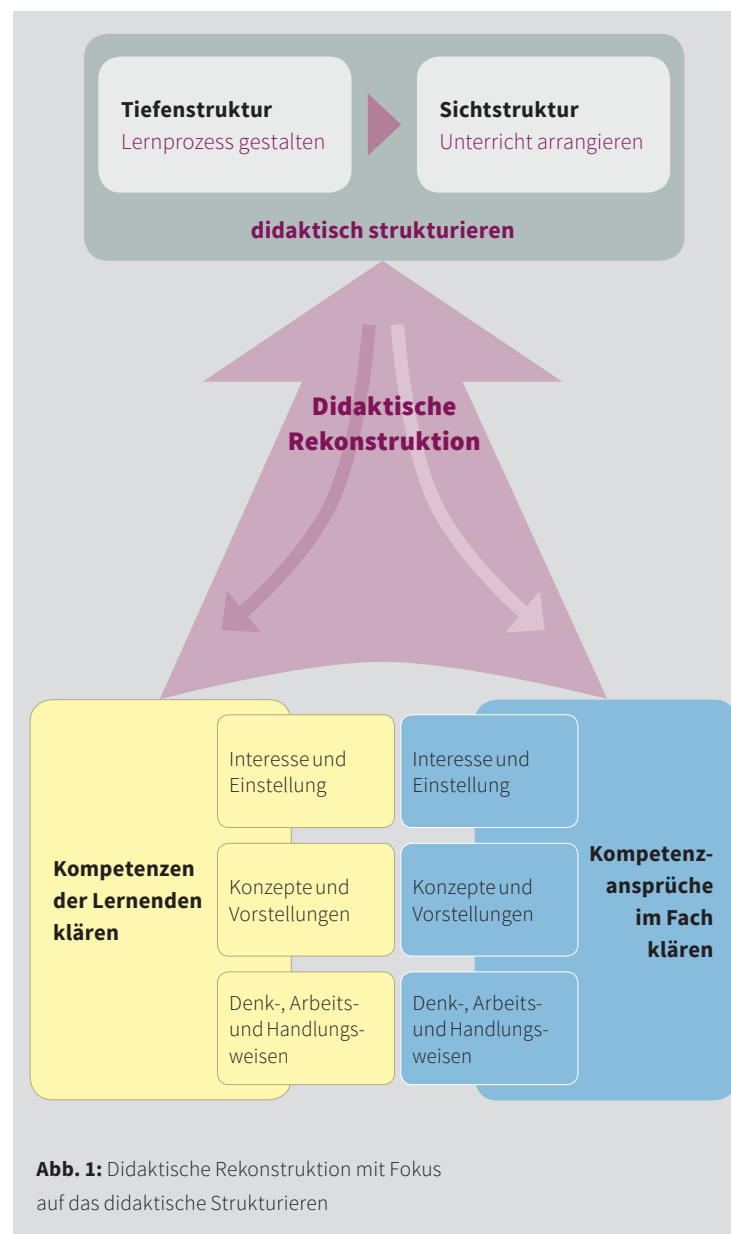 Tiefenstruktur
Lernprozess gestalten
Sichtstruktur
Unterricht arrangieren
didaktisch strukturieren
Didaktische
Rekonstruktion
Kompetenzen
der Lernenden
klären
Interesse und
Einstellung
Konzepte und
Vorstellungen
Denk-, Arbeits-
und Handlungs-
weisen
Interesse und
Einstellung
Konzepte und
Vorstellungen
Denk-, Arbeits-
und Handlungs-
weisen
Kompetenz-
ansprüche
im Fach
klären
Abb. 1: Didaktische Rekonstruktion mit Fokus
auf das didaktische Strukturieren